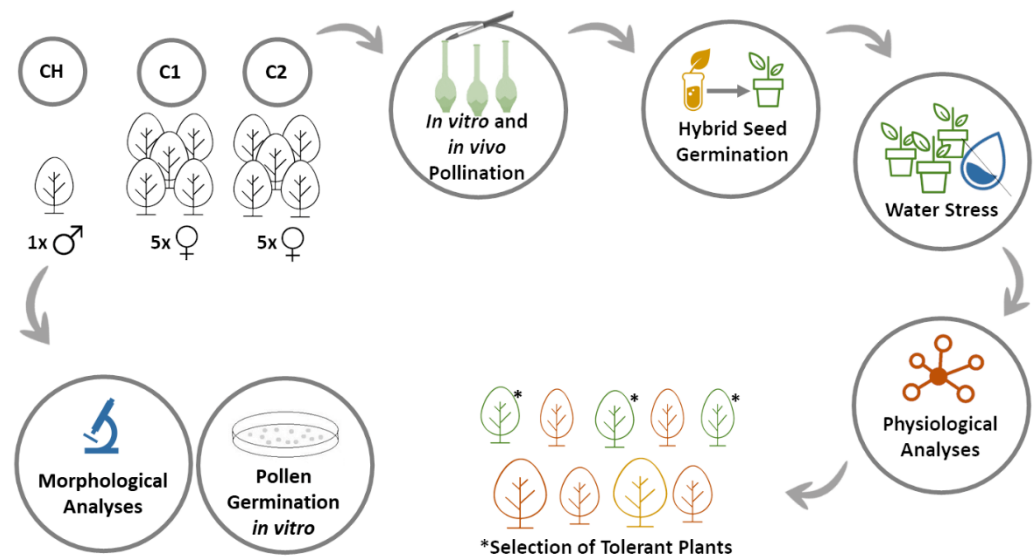 CH
C1
C2
1x
5x
5x
In vitro and
in vivo
Pollination
Hybrid Seed
Germination
Water Stress
Physiological
Analyses
Morphological
Analyses
Pollen
Germination
in vitro
*
*
*
*Selection of Tolerant Plants